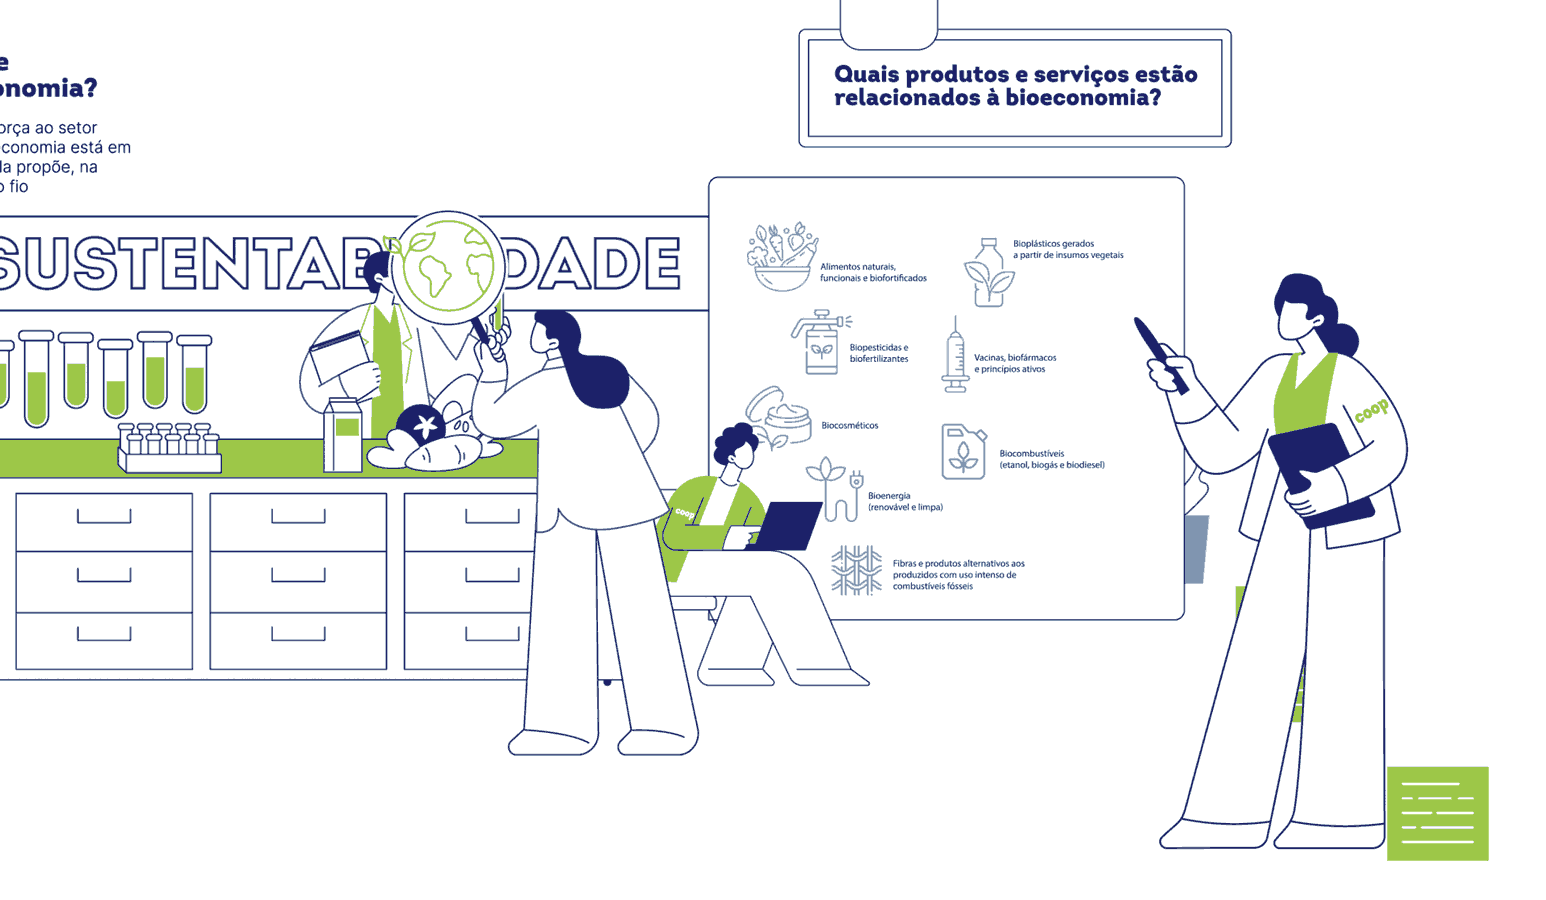 e
onomia?
orça ao setor
economia está em
da propõe, na
o fio
Quais produtos e serviços estão
relacionados à bioeconomia?
SUSTENTAB DADE
Alimentos naturais,
funcionais e biofortificados
Bioplásticos gerados
a partir de insumos vegetais
Biopesticidas e
biofertilizantes
Vacinas, biofármacos
e princípios ativos
Biocosméticos
Biocombustíveis
(etanol, biogás e biodiesel)
Bioenergia
(renovável e limpa)
Fibras e produtos alternativos aos
produzidos com uso intenso de
combustíveis fósseis
coop
coop